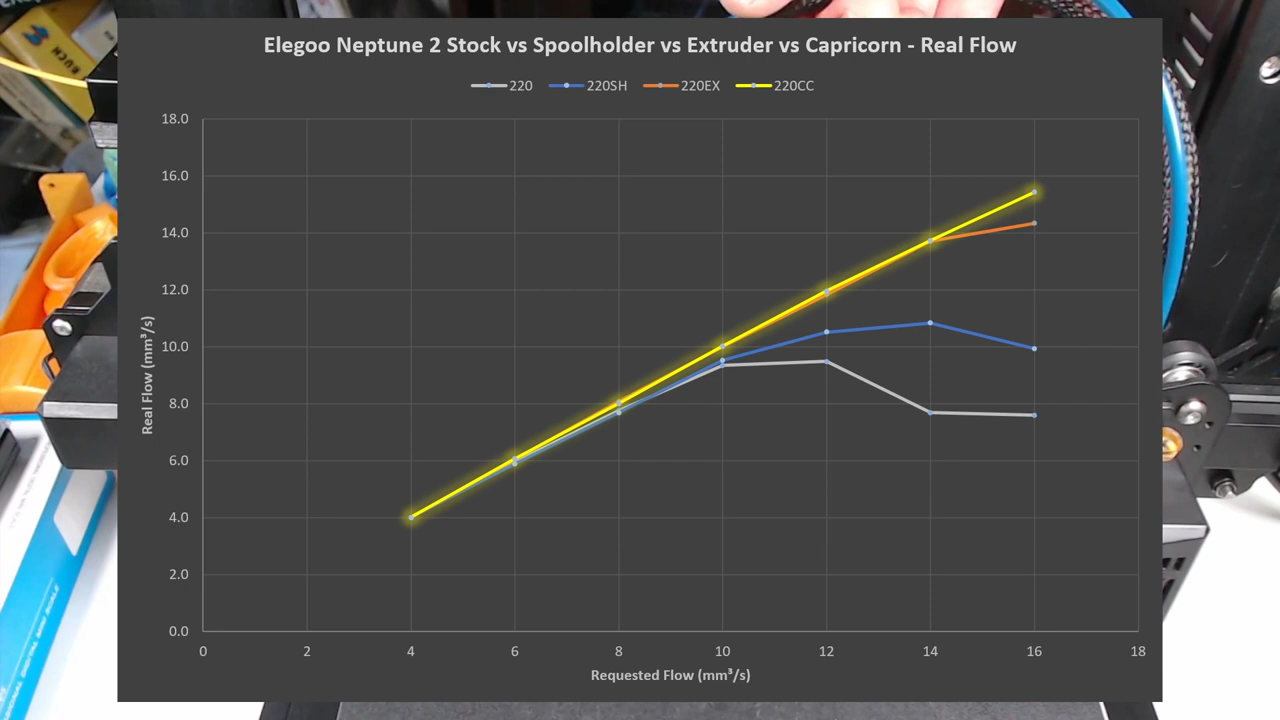 Elegoo Neptune 2 Stock vs Spoolholder vs Extruder vs Capricorn - Real Flow
220 220SH 220EX 220CC
18.0
16.0
14.0
12.0
10.0
8.0
6.0
4.0
2.0
0.0
Real Flow (mm³/s)
0 2 4 6 8 10 12 14 16 18
Requested Flow (mm³/s)